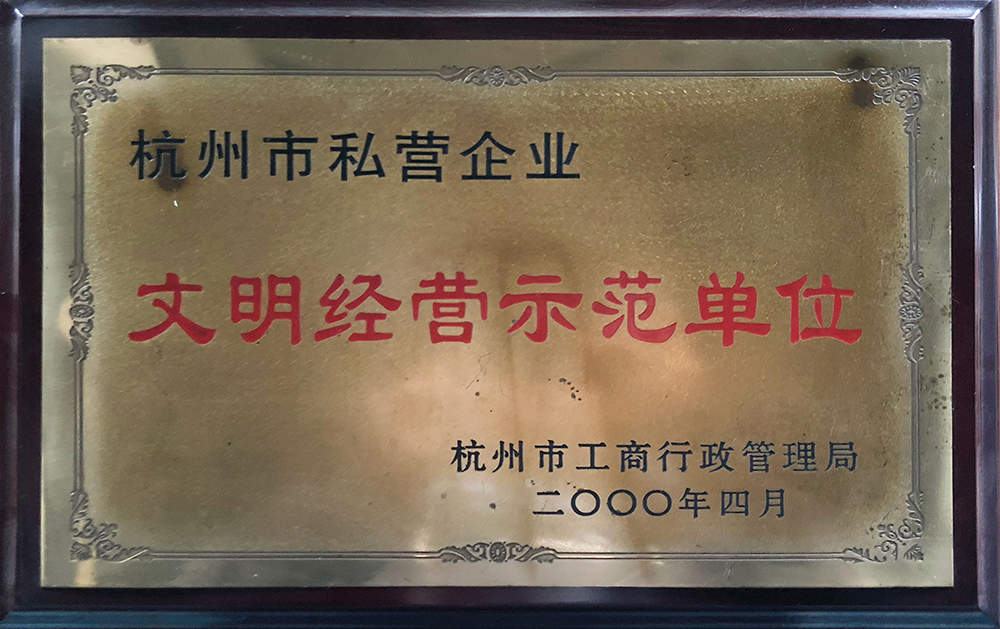 杭州市私营企业
文明经营示范单位
杭州市工商行政管理局
二〇〇〇年四月